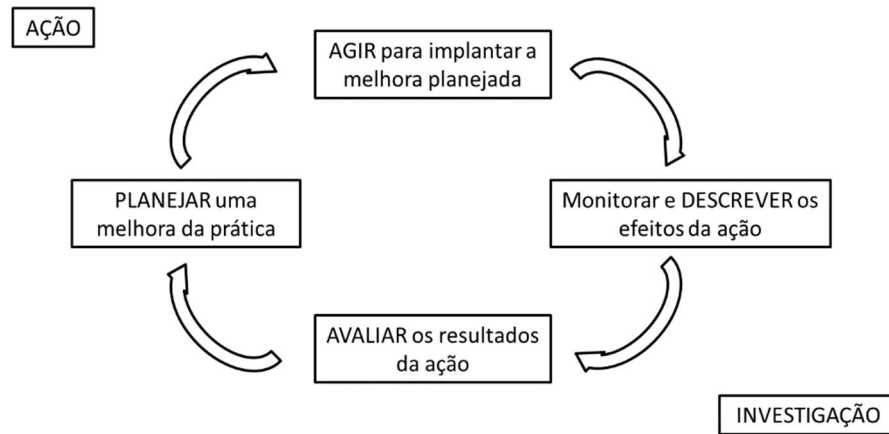 AÇÃO
AGIR para implantar a
melhora planejada
PLANEJAR uma
melhora da prática
Monitorar e DESCREVER os
efeitos da ação
AVALIAR os resultados
da ação
INVESTIGAÇÃO